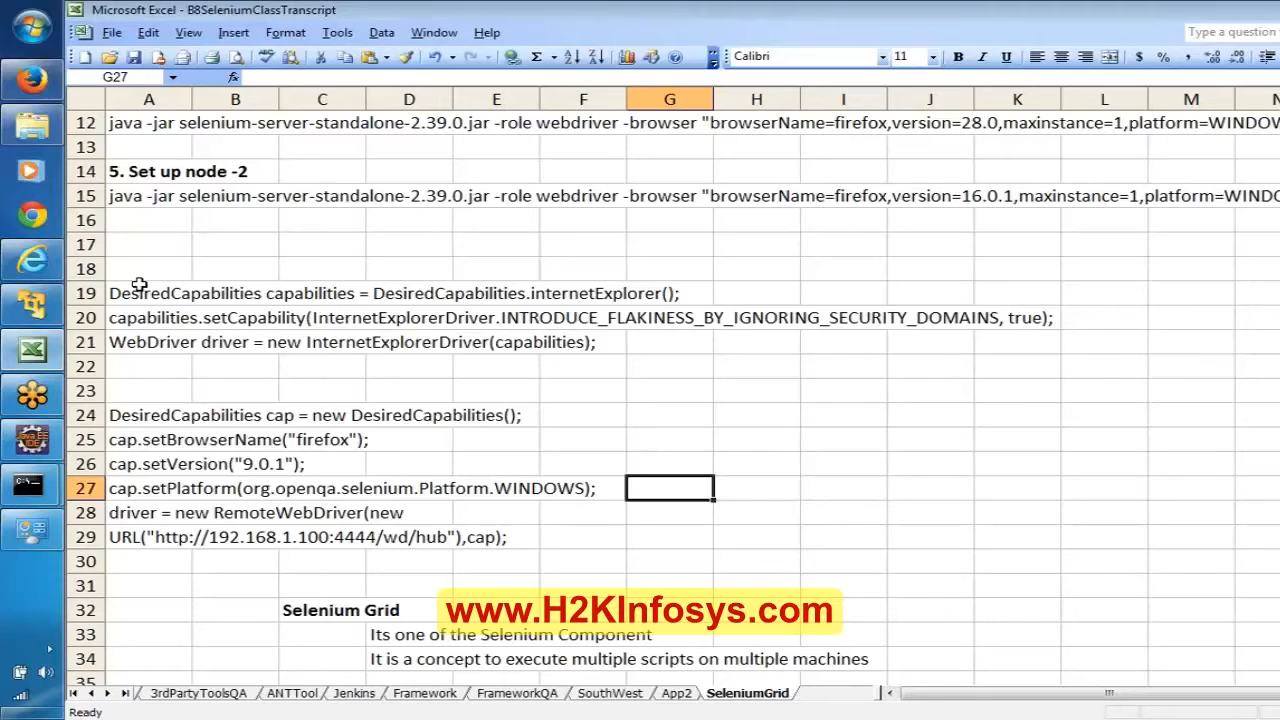 Microsoft Excel - B8SeleniumClassTranscript
File Edit View Insert Format Tools Data Window Help
Type a question
Calibri 11 B I U $ % ,
G27 fx
A B C D E F G H I J K L M
12 java -jar selenium-server-standalone-2.39.0.jar -role webdriver -browser "browserName=firefox,version=28.0,maxinstance=1,platform=WINDOW
13
14 5. Set up node -2
15 java -jar selenium-server-standalone-2.39.0.jar -role webdriver -browser "browserName=firefox,version=16.0.1,maxinstance=1,platform=WINDO
16
17
18
19 DesiredCapabilities capabilities = DesiredCapabilities.internetExplorer();
20 capabilities.setCapability(InternetExplorerDriver.INTRODUCE_FLAKINESS_BY_IGNORING_SECURITY_DOMAINS, true);
21 WebDriver driver = new InternetExplorerDriver(capabilities);
22
23
24 DesiredCapabilities cap = new DesiredCapabilities();
25 cap.setBrowserName("firefox");
26 cap.setVersion("9.0.1");
27 cap.setPlatform(org.openqa.selenium.Platform.WINDOWS);
28 driver = new RemoteWebDriver(new
29 URL("http://192.168.1.100:4444/wd/hub"),cap);
30
31
32 Selenium Grid
www.H2KInfosys.com
33 Its one of the Selenium Component
34 It is a concept to execute multiple scripts on multiple machines
35
3rdPartyToolsQA ANTTool Jenkins Framework FrameworkQA SouthWest App2 SeleniumGrid
Ready